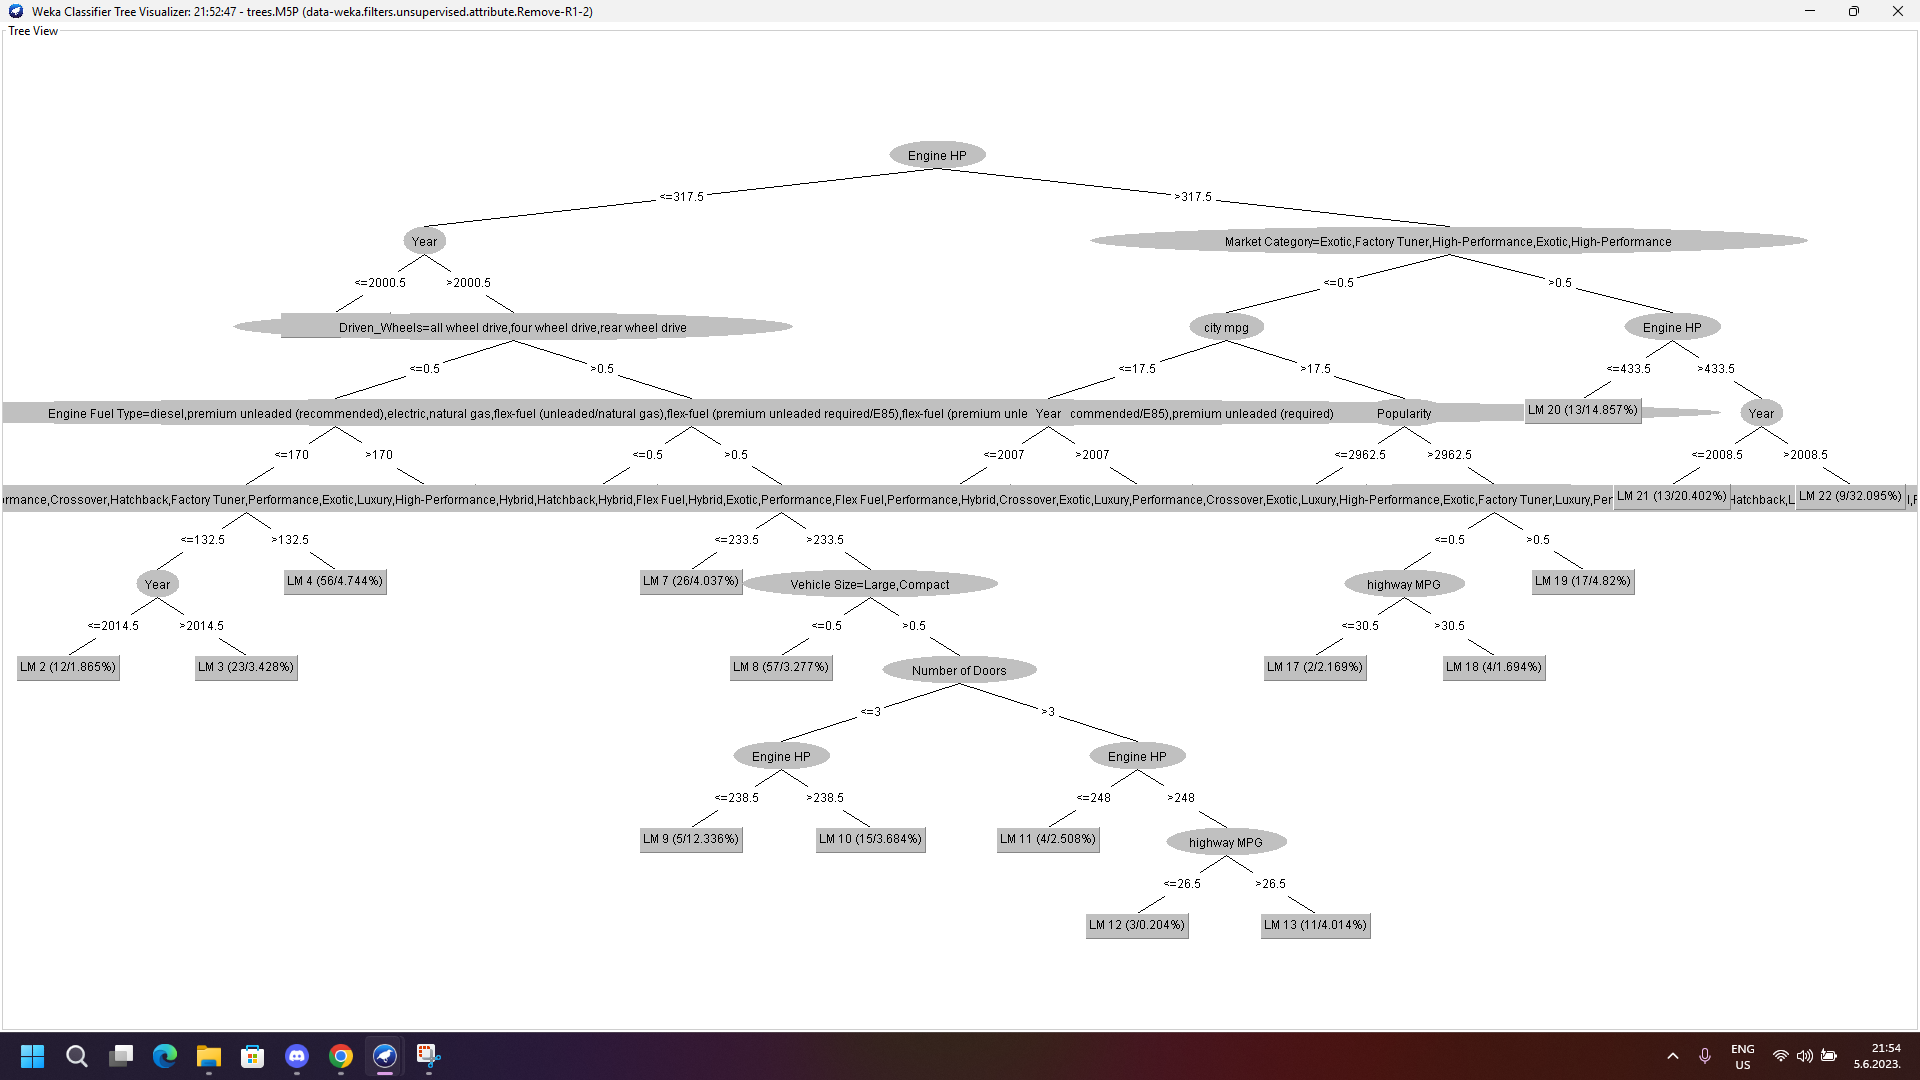 Weka Classifier Tree Visualizer: 21:52:47 - trees.M5P (data-weka.filters.unsupervised.attribute.Remove-R1-2)
Tree View
Engine HP
<=317.5
>317.5
Year
Market Category=Exotic,Factory Tuner,High-Performance,Exotic,High-Performance
<=2000.5
>2000.5
<=0.5
>0.5
Driven_Wheels=all wheel drive,four wheel drive,rear wheel drive
city mpg
Engine HP
<=0.5
>0.5
<=17.5
>17.5
<=433.5
>433.5
Engine Fuel Type=diesel,premium unleaded (recommended),electric,natural gas,flex-fuel (unleaded/natural gas),flex-fuel (premium unleaded required/E85),flex-fuel (premium unle
Year
commended/E85),premium unleaded (required)
Popularity
LM 20 (13/14.857%)
Year
<=170
>170
<=0.5
>0.5
<=2007
>2007
<=2962.5
>2962.5
<=2008.5
>2008.5
ormance,Crossover,Hatchback,Factory Tuner,Performance,Exotic,Luxury,High-Performance,Hybrid,Hatchback,Hybrid,Flex Fuel,Hybrid,Exotic,Performance,Flex Fuel,Performance,Hybrid,Crossover,Exotic,Luxury,Performance,Crossover,Exotic,Luxury,High-Performance,Exotic,Factory Tuner,Luxury,Per
LM 21 (13/20.402%)
Hatchback,L
LM 22 (9/32.095%)
<=132.5
>132.5
<=233.5
>233.5
<=0.5
>0.5
Year
LM 4 (56/4.744%)
LM 7 (26/4.037%)
Vehicle Size=Large,Compact
highway MPG
LM 19 (17/4.82%)
<=2014.5
>2014.5
<=0.5
>0.5
<=30.5
>30.5
LM 2 (12/1.865%)
LM 3 (23/3.428%)
LM 8 (57/3.277%)
Number of Doors
LM 17 (2/2.169%)
LM 18 (4/1.694%)
<=3
>3
Engine HP
Engine HP
<=238.5
>238.5
<=248
>248
LM 9 (5/12.336%)
LM 10 (15/3.684%)
LM 11 (4/2.508%)
highway MPG
<=26.5
>26.5
LM 12 (3/0.204%)
LM 13 (11/4.014%)
ENG
US
21:54
5.6.2023.